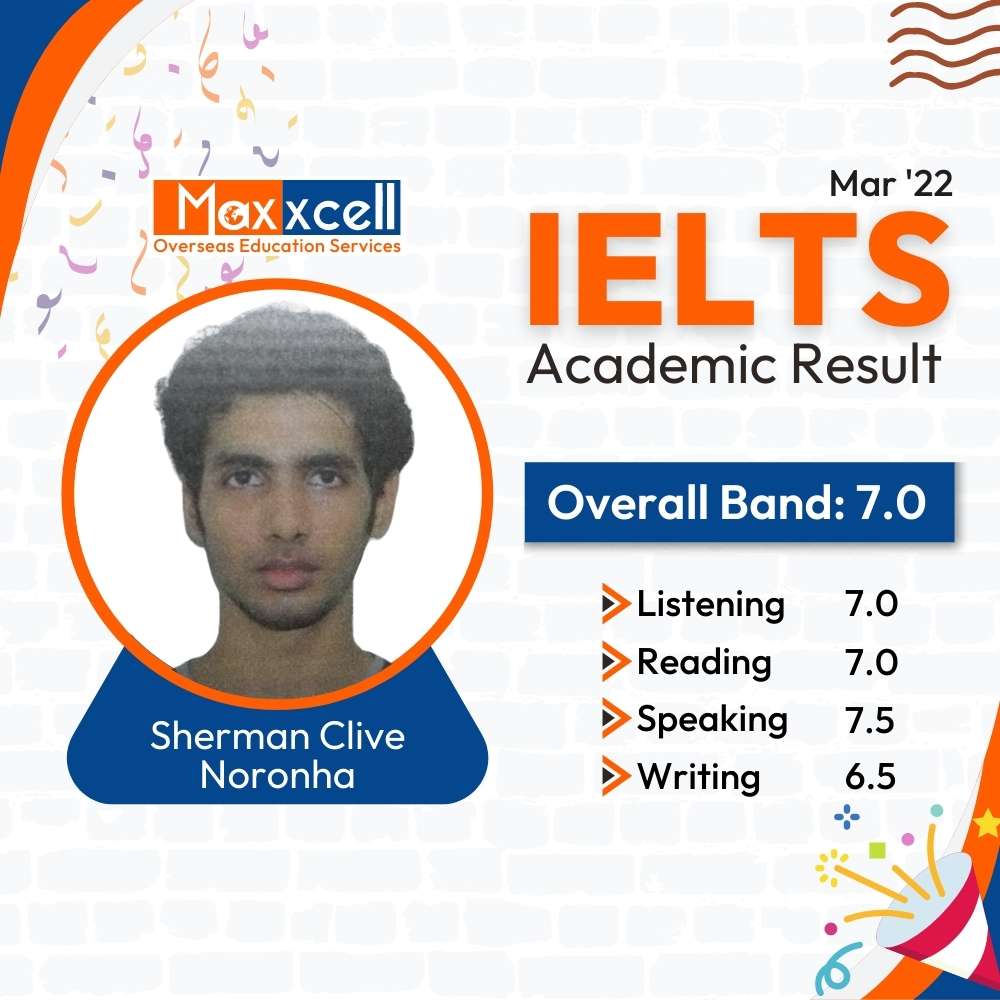 Maxxcell
Overseas Education Services
Mar '22
IELTS
Academic Result
Overall Band: 7.0
Listening 7.0
Reading 7.0
Speaking 7.5
Writing 6.5
Sherman Clive
Noronha